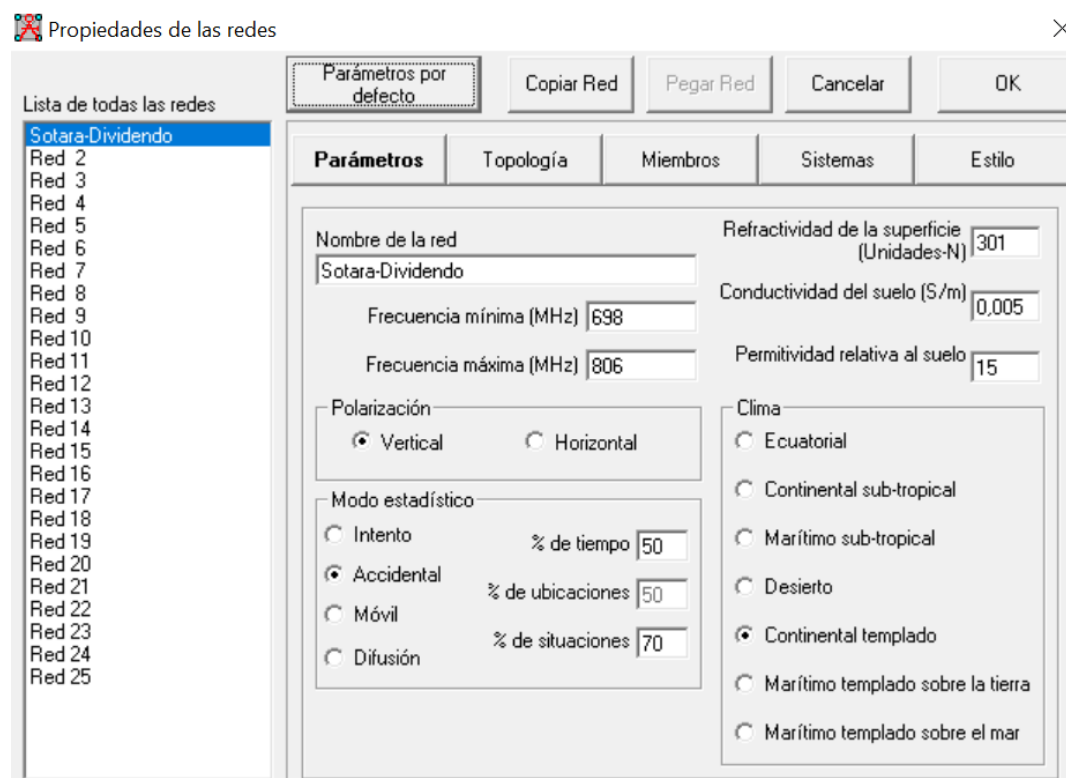 Propiedades de las redes
Lista de todas las redes
Sotara-Dividendo
Red 2
Red 3
Red 4
Red 5
Red 6
Red 7
Red 8
Red 9
Red 10
Red 11
Red 12
Red 13
Red 14
Red 15
Red 16
Red 17
Red 18
Red 19
Red 20
Red 21
Red 22
Red 23
Red 24
Red 25
Parámetros por
defecto
Copiar Red
Pegar Red
Cancelar
OK
Parámetros
Topología
Miembros
Sistemas
Estilo
Nombre de la red
Sotara-Dividendo
Frecuencia mínima (MHz) 698
Frecuencia máxima (MHz) 806
Polarización
Vertical
Horizontal
Modo estadístico
Intento
Accidental
Móvil
Difusión
% de tiempo 50
% de ubicaciones 50
% de situaciones 70
Refractividad de la superficie
(Unidades-N) 301
Conductividad del suelo (S/m) 0,005
Permitividad relativa al suelo 15
Clima
Ecuatorial
Continental sub-tropical
Marítimo sub-tropical
Desierto
Continental templado
Marítimo templado sobre la tierra
Marítimo templado sobre el mar